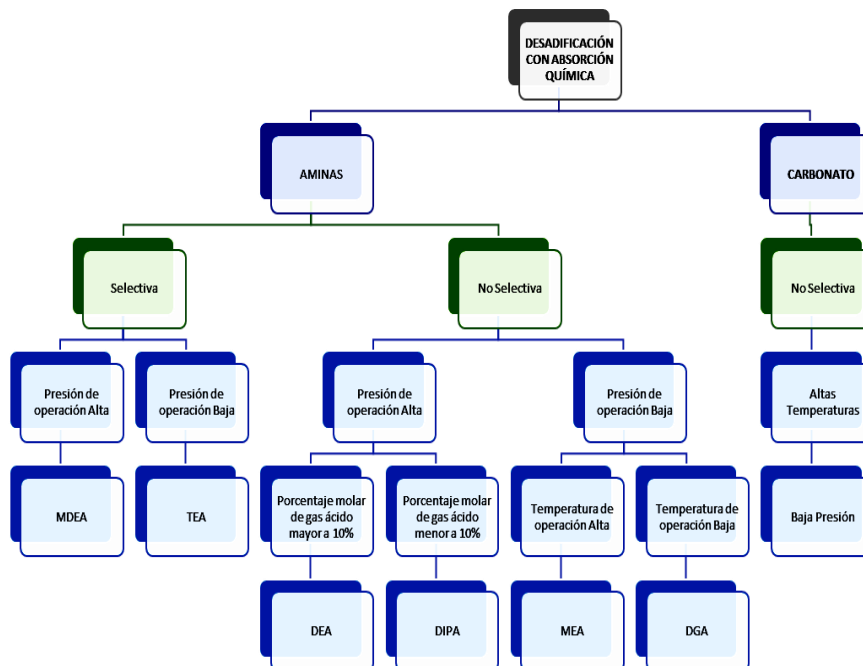 DESADIFICACIÓN
CON ABSORCIÓN
QUÍMICA
AMINAS
CARBONATO
Selectiva
No Selectiva
No Selectiva
Presión de
operación Alta
Presión de
operación Baja
Presión de
operación Alta
Presión de
operación Baja
Altas
Temperaturas
MDEA
TEA
Porcentaje molar
de gas ácido
mayor a 10%
Porcentaje molar
de gas ácido
menor a 10%
Temperatura de
operación Alta
Temperatura de
operación Baja
Baja Presión
DEA
DIPA
MEA
DGA